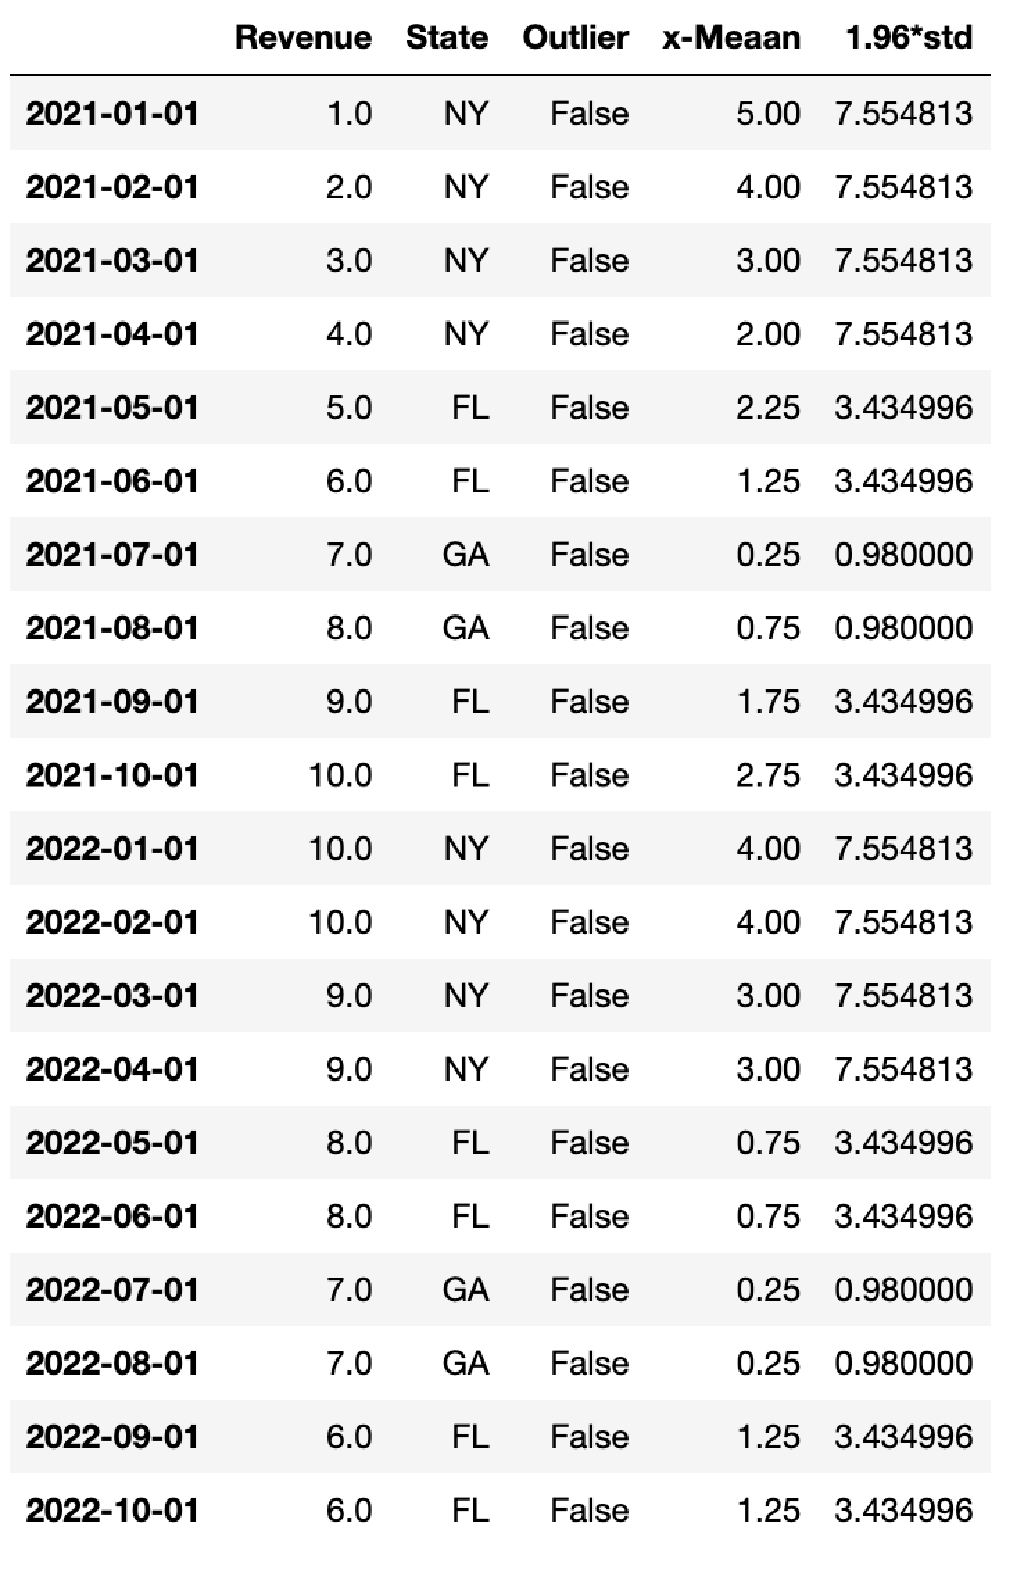 Revenue State Outlier x-Meaan 1.96*std
2021-01-01 1.0 NY False 5.00 7.554813
2021-02-01 2.0 NY False 4.00 7.554813
2021-03-01 3.0 NY False 3.00 7.554813
2021-04-01 4.0 NY False 2.00 7.554813
2021-05-01 5.0 FL False 2.25 3.434996
2021-06-01 6.0 FL False 1.25 3.434996
2021-07-01 7.0 GA False 0.25 0.980000
2021-08-01 8.0 GA False 0.75 0.980000
2021-09-01 9.0 FL False 1.75 3.434996
2021-10-01 10.0 FL False 2.75 3.434996
2022-01-01 10.0 NY False 4.00 7.554813
2022-02-01 10.0 NY False 4.00 7.554813
2022-03-01 9.0 NY False 3.00 7.554813
2022-04-01 9.0 NY False 3.00 7.554813
2022-05-01 8.0 FL False 0.75 3.434996
2022-06-01 8.0 FL False 0.75 3.434996
2022-07-01 7.0 GA False 0.25 0.980000
2022-08-01 7.0 GA False 0.25 0.980000
2022-09-01 6.0 FL False 1.25 3.434996
2022-10-01 6.0 FL False 1.25 3.434996